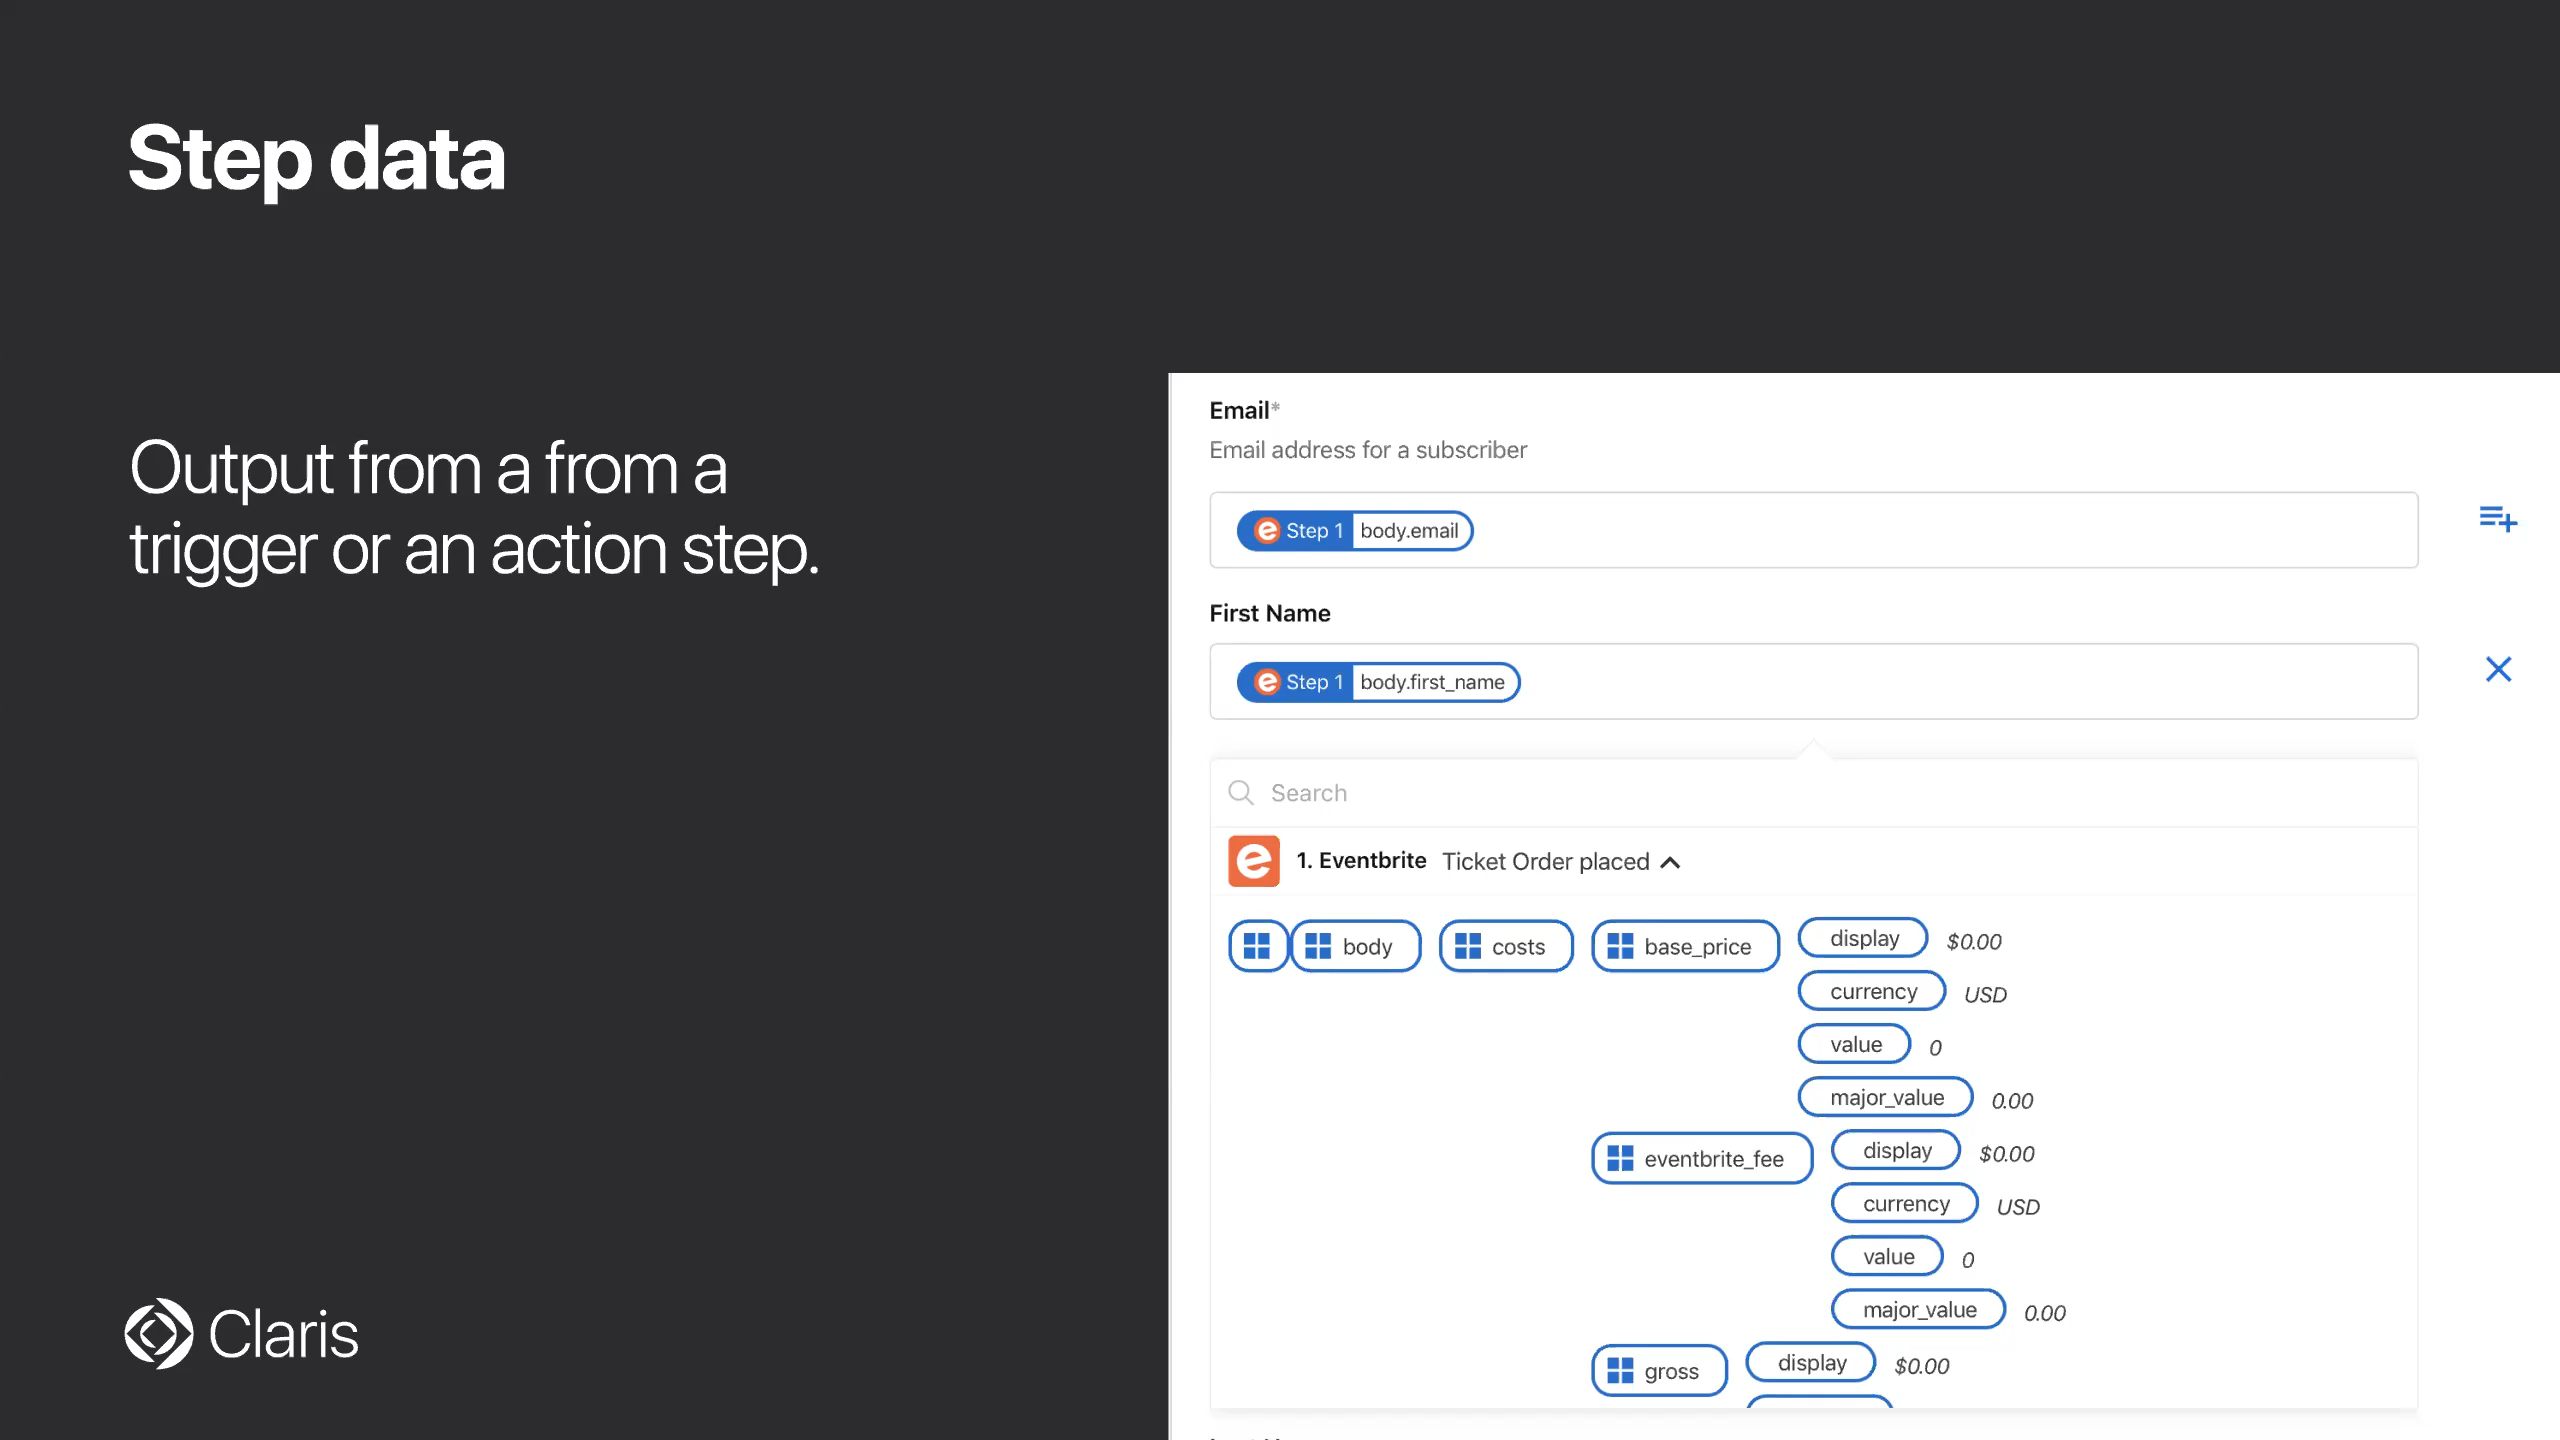 Step data
Output from a from a
trigger or an action step.
Claris
Email*
Email address for a subscriber
Step 1 body.email
First Name
Step 1 body.first_name
Search
1. Eventbrite Ticket Order placed
body costs base_price display $0.00
currency USD
value 0
major_value 0.00
eventbrite_fee display $0.00
currency USD
value 0
major_value 0.00
gross display $0.00